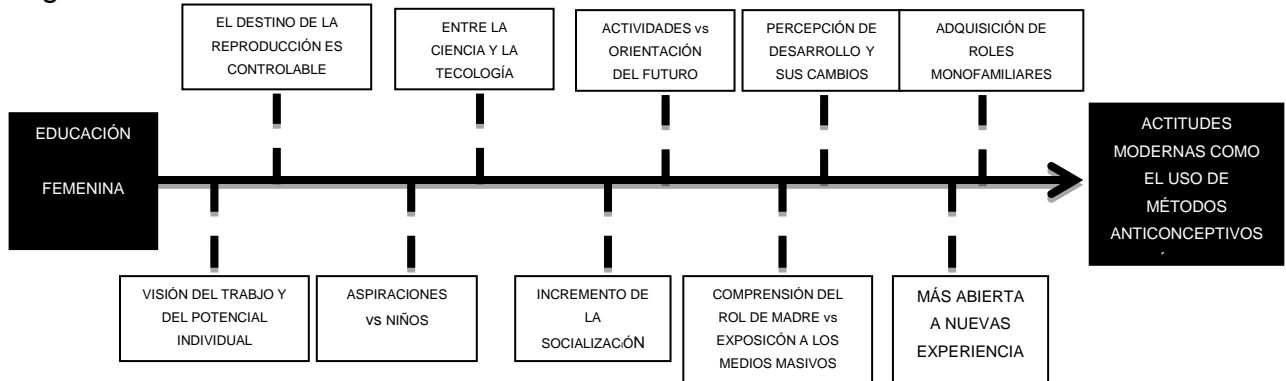 EL DESTINO DE LA
REPRODUCCIÓN ES
CONTROLABLE
ENTRE LA
CIENCIA Y LA
TECOLOGÍA
ACTIVIDADES vs
ORIENTACIÓN
DEL FUTURO
PERCEPCIÓN DE
DESARROLLO Y
SUS CAMBIOS
ADQUISICIÓN DE
ROLES
MONOFAMILIARES
EDUCACIÓN
FEMENINA
ACTITUDES
MODERNAS COMO
EL USO DE
MÉTODOS
ANTICONCEPTIVOS
VISIÓN DEL TRABJO Y
DEL POTENCIAL
INDIVIDUAL
ASPIRACIONES
vs NIÑOS
INCREMENTO DE
LA
SOCIALIZACIÓN
COMPRENSIÓN DEL
ROL DE MADRE vs
EXPOSICÓN A LOS
MEDIOS MASIVOS
MÁS ABIERTA
A NUEVAS
EXPERIENCIA